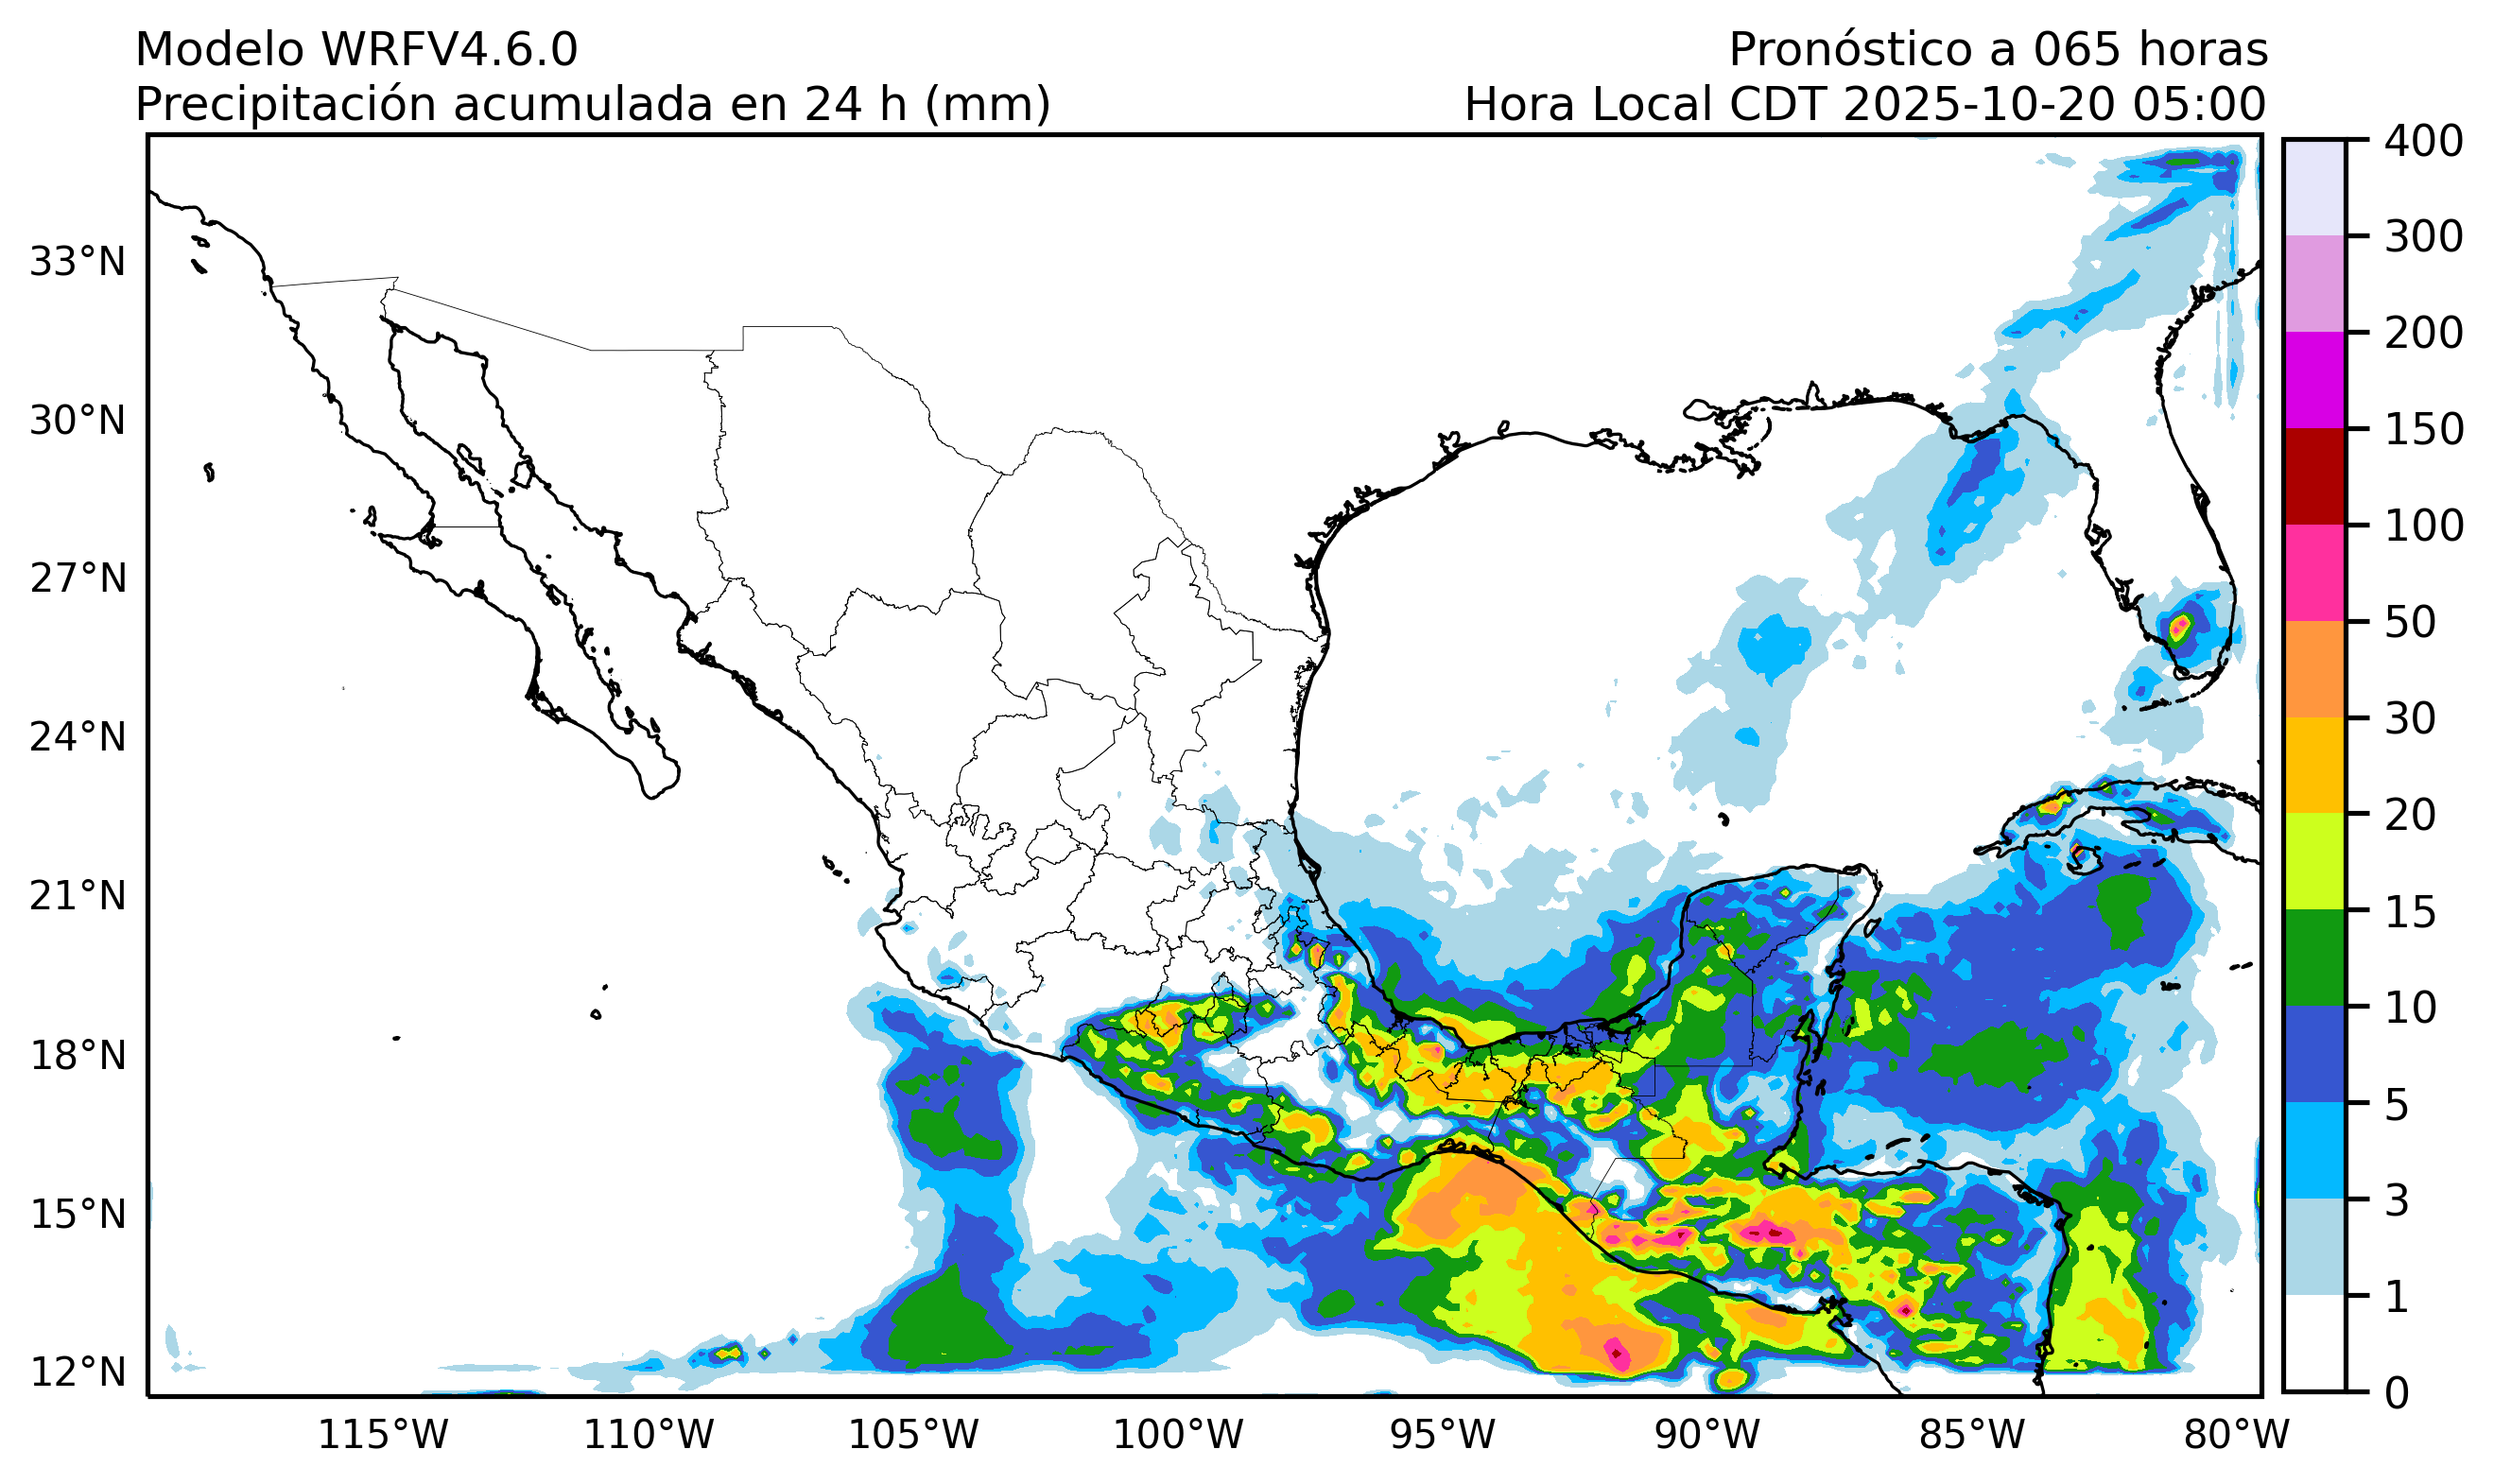 Modelo WRFV4.6.0
Pronóstico a 065 horas
Precipitación acumulada en 24 h (mm)
Hora Local CDT 2025-10-20 05:00
33°N
30°N
27°N
24°N
21°N
18°N
15°N
12°N
115°W
110°W
105°W
100°W
95°W
90°W
85°W
80°W
400
300
200
150
100
50
30
20
15
10
5
3
1
0